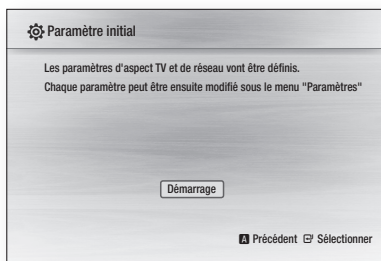 Paramètre initial
Les paramètres d'aspect TV et de réseau vont être définis.
Chaque paramètre peut être ensuite modifié sous le menu "Paramètres"
Démarrage
A Précédent Sélectionner